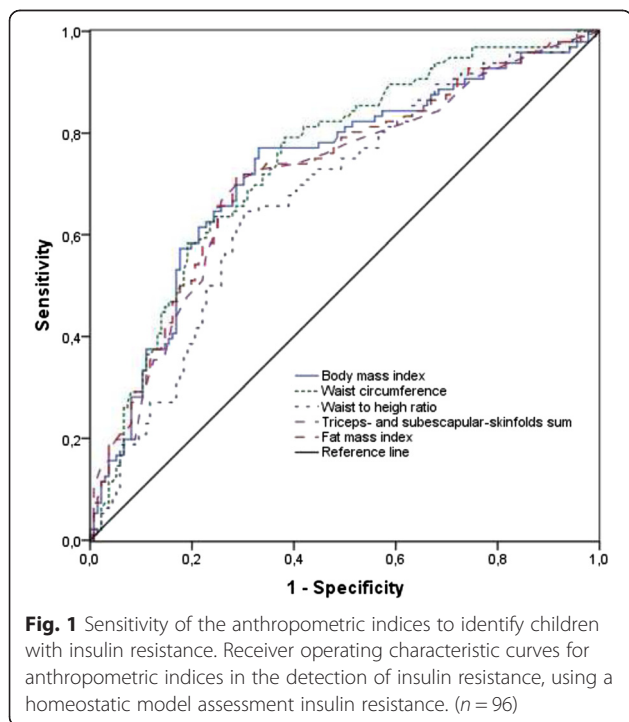 1,0
0,8
0,6
0,4
0,2
0,0
Sensitivity
Body mass index
Waist circumference
Waist to heigh ratio
Triceps- and subescapular-skinfolds sum
Fat mass index
Reference line
0,0 0,2 0,4 0,6 0,8 1,0
1 - Specificity
Fig. 1 Sensitivity of the anthropometric indices to identify children
with insulin resistance. Receiver operating characteristic curves for
anthropometric indices in the detection of insulin resistance, using a
homeostatic model assessment insulin resistance. (n = 96)